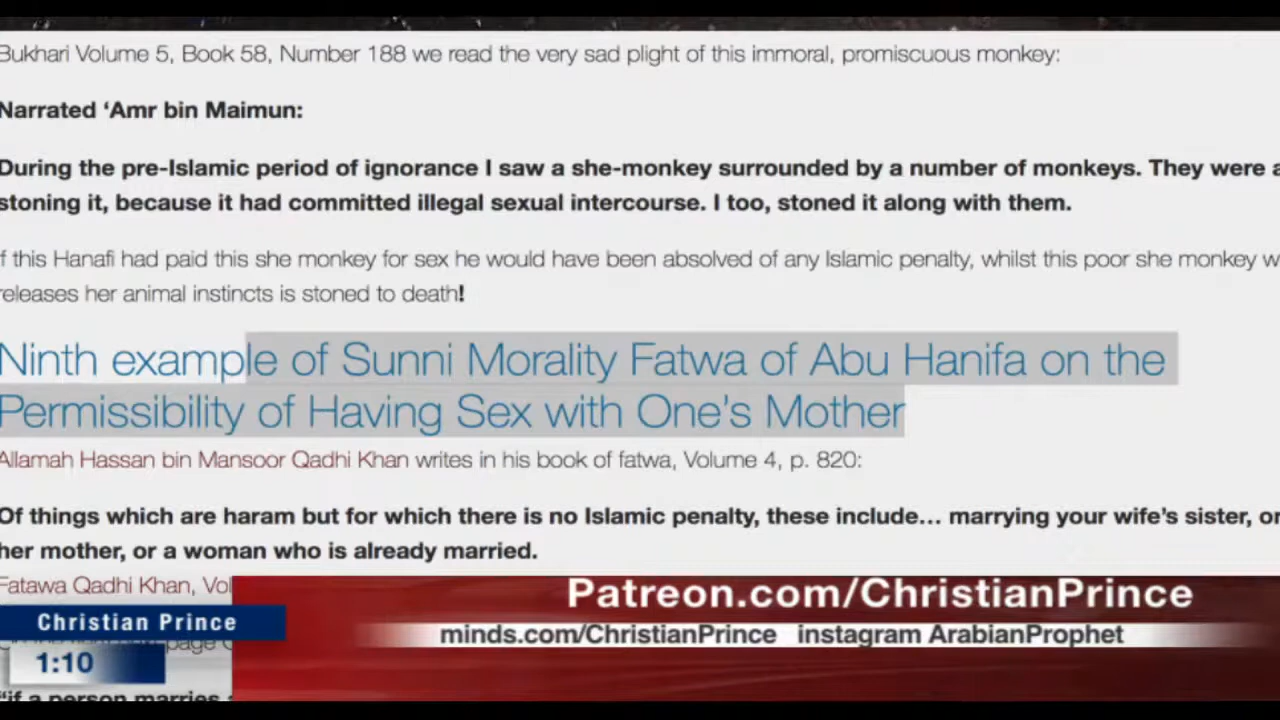 Bukhari Volume 5, Book 58, Number 188 we read the very sad plight of this immoral, promiscuous monkey:
Narrated ‘Amr bin Maimun:
During the pre-Islamic period of ignorance I saw a she-monkey surrounded by a number of monkeys. They were a
stoning it, because it had committed illegal sexual intercourse. I too, stoned it along with them.
f this Hanafi had paid this she monkey for sex he would have been absolved of any Islamic penalty, whilst this poor she monkey w
releases her animal instincts is stoned to death!
Ninth example of Sunni Morality Fatwa of Abu Hanifa on the
Permissibility of Having Sex with One’s Mother
Allamah Hassan bin Mansoor Qadhi Khan writes in his book of fatwa, Volume 4, p. 820:
Of things which are haram but for which there is no Islamic penalty, these include… marrying your wife’s sister, or
her mother, or a woman who is already married.
Fatawa Qadhi Khan, Vol
Patreon.com/ChristianPrince
Christian Prince
minds.com/ChristianPrince instagram ArabianProphet
page
1:10
“if a person marries